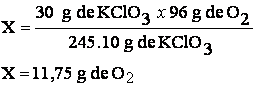 X = 30 g de KClO3 x 96 g de O2
245.10 g de KClO3
X = 11,75 g de O2